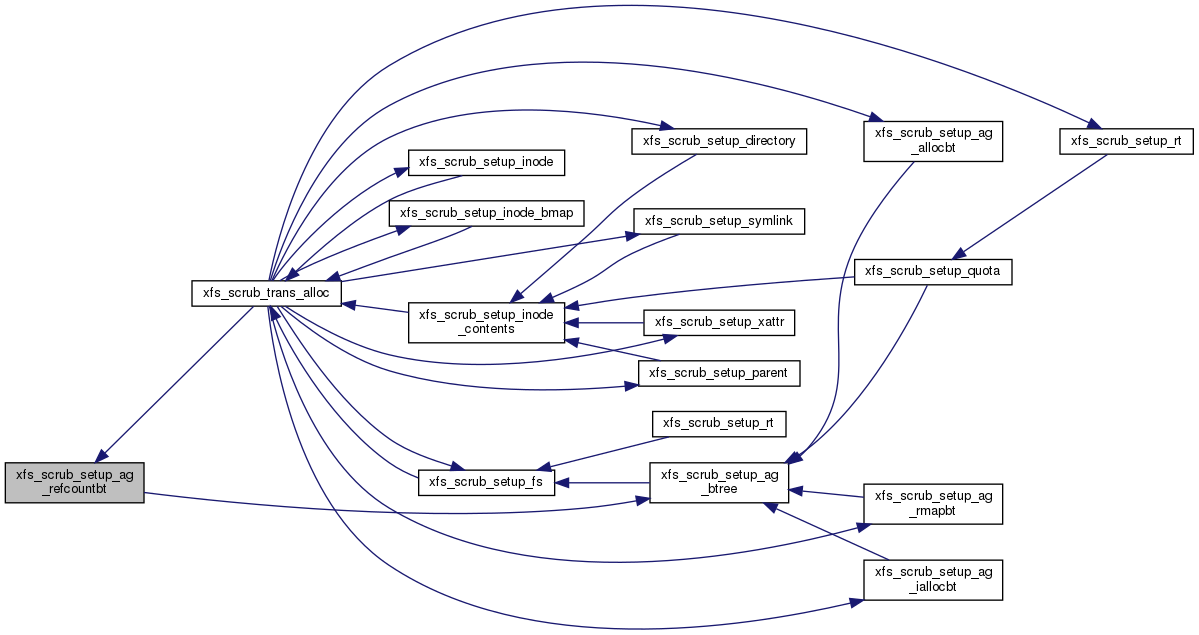 xfs_scrub_setup_ag
_allocbt
xfs_scrub_setup_directory
xfs_scrub_setup_rt
xfs_scrub_setup_inode
xfs_scrub_setup_inode_bmap
xfs_scrub_setup_symlink
xfs_scrub_setup_quota
xfs_scrub_trans_alloc
xfs_scrub_setup_inode
_contents
xfs_scrub_setup_xattr
xfs_scrub_setup_parent
xfs_scrub_setup_rt
xfs_scrub_setup_ag
_refcountbt
xfs_scrub_setup_fs
xfs_scrub_setup_ag
_btree
xfs_scrub_setup_ag
_rmapbt
xfs_scrub_setup_ag
_iallocbt